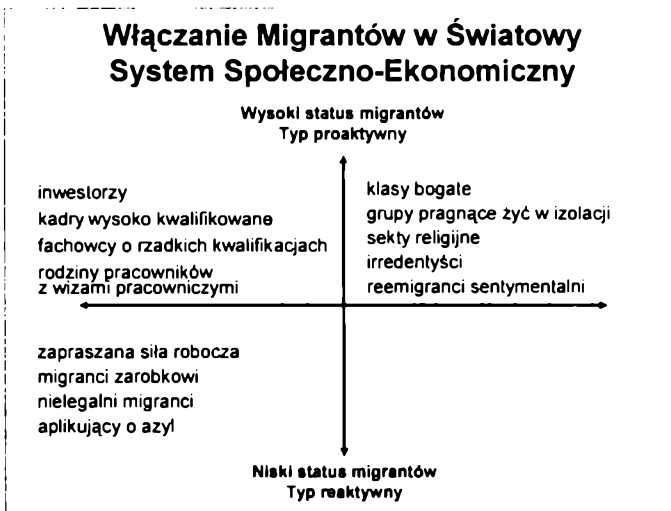 Włączanie Migrantów w Światowy
System Społeczno-Ekonomiczny
Wysoki status migrantów
Typ proaktywny
inwestorzy
kadry wysoko kwalifikowane
fachowcy o rzadkich kwalifikacjach
rodziny pracowników
z wizami pracowniczymi
klasy bogate
grupy pragnące żyć w izolacji
sekty religijne
irredentyści
reemigranci sentymentalni
zapraszana siła robocza
migranci zarobkowi
nielegalni migranci
aplikujący o azyl
Niski status migrantów
Typ reaktywny